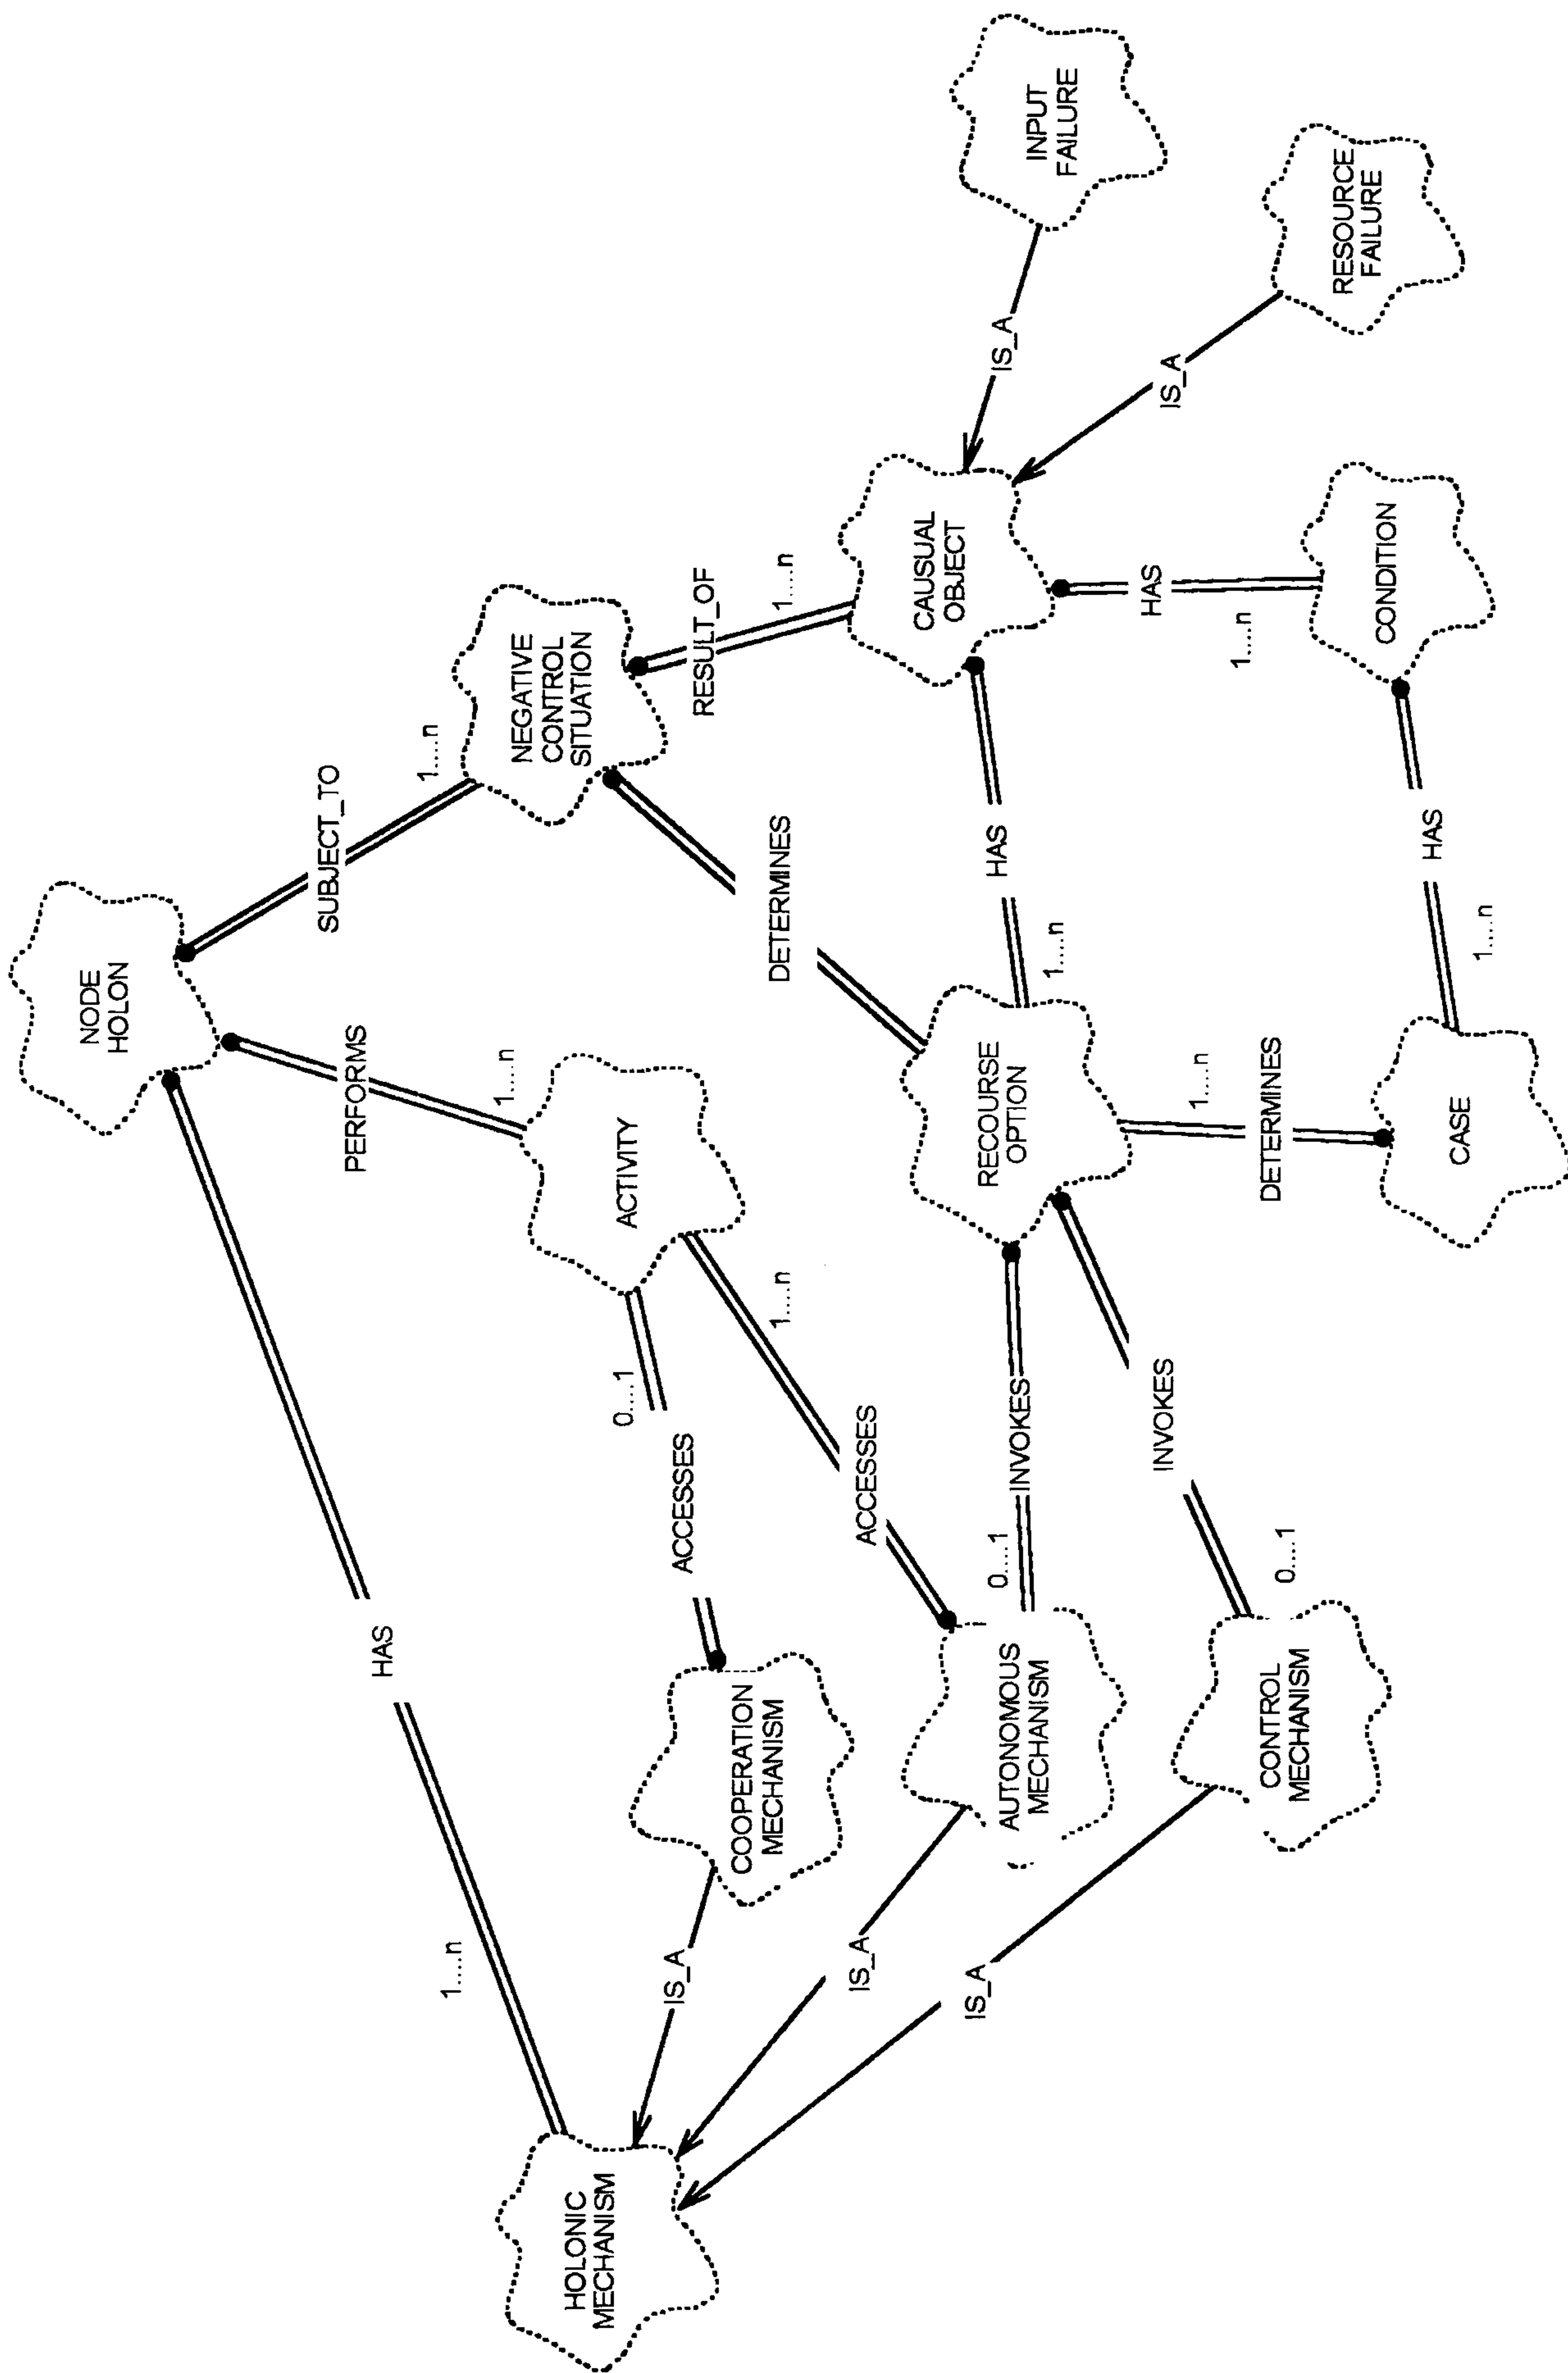 NODE
HOLON
SUBJECT_TO
PERFORMS
HAS
1....n
1....n
1....n
NEGATIVE
CONTROL
SITUATION
HOLONIC
MECHANISM
0....1
ACTIVITY
IS_A
ACCESSES
RESULT_OF
COOPERATION
MECHANISM
1....n
DETERMINES
1....n
IS_A
ACCESSES
CAUSUAL
OBJECT
IS_A
RECOURSE
OPTION
HAS
0....1
IS_A
AUTONOMOUS
MECHANISM
INVOKES
INPUT
FAILURE
1....n
HAS
INVOKES
IS_A
1....n
1....n
CONTROL
MECHANISM
DETERMINES
0....1
RESOURCE
FAILURE
CONDITION
HAS
CASE
1....n